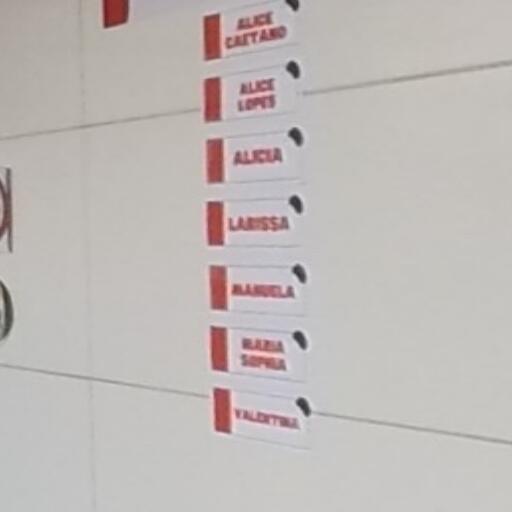 ALICE
CAETANO
ALICE
LOPES
ALICIA
LARISSA
MANUELA
MARIA
SOPHIA
VALENTINA